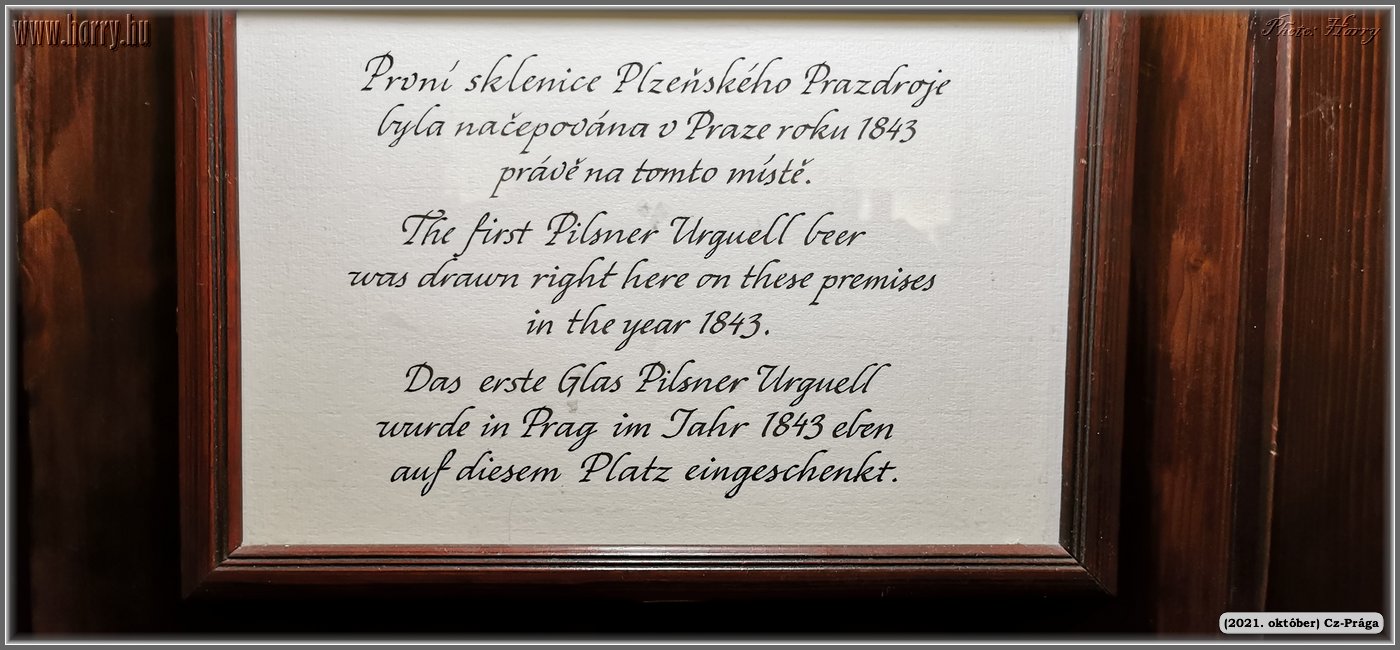 www.horry.hu
Photo: Horry
První sklenice Plzeňského Prazdroje
byla načepována v Praze roku 1843
právě na tomto místě.
The first Pilsner Urguell beer
was drawn right here on these premises
in the year 1843.
Das erste Glas Pilsner Urguell
wurde in Prag im Jahr 1843 eben
auf diesem Platz eingeschenkt.
(2021. október) Cz-Prága